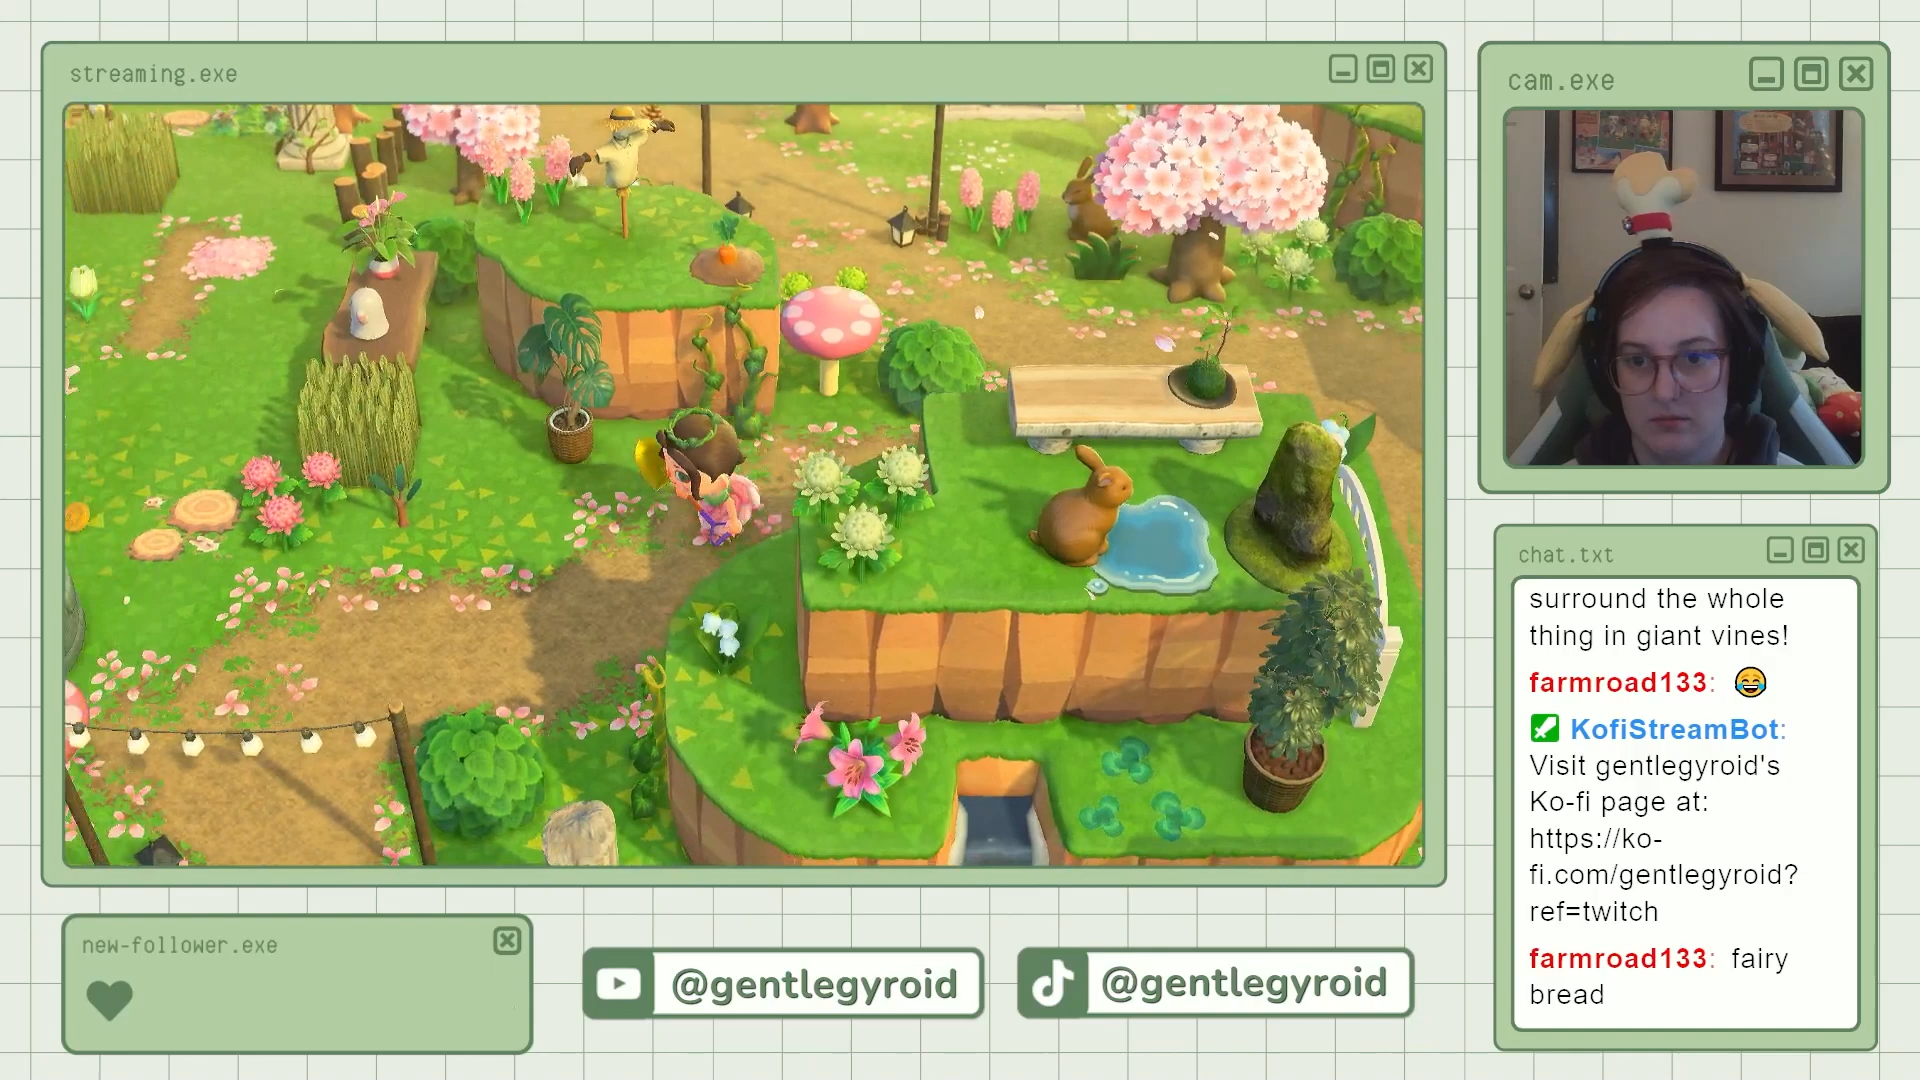 streaming.exe
cam.exe
chat.txt
surround the whole
thing in giant vines!
farmroad133: 😂
KofiStreamBot:
Visit gentlegyroid's
Ko-fi page at:
https://ko-
fi.com/gentlegyroid?
ref=twitch
farmroad133: fairy
bread
new-follower.exe
@gentlegyroid
@gentlegyroid